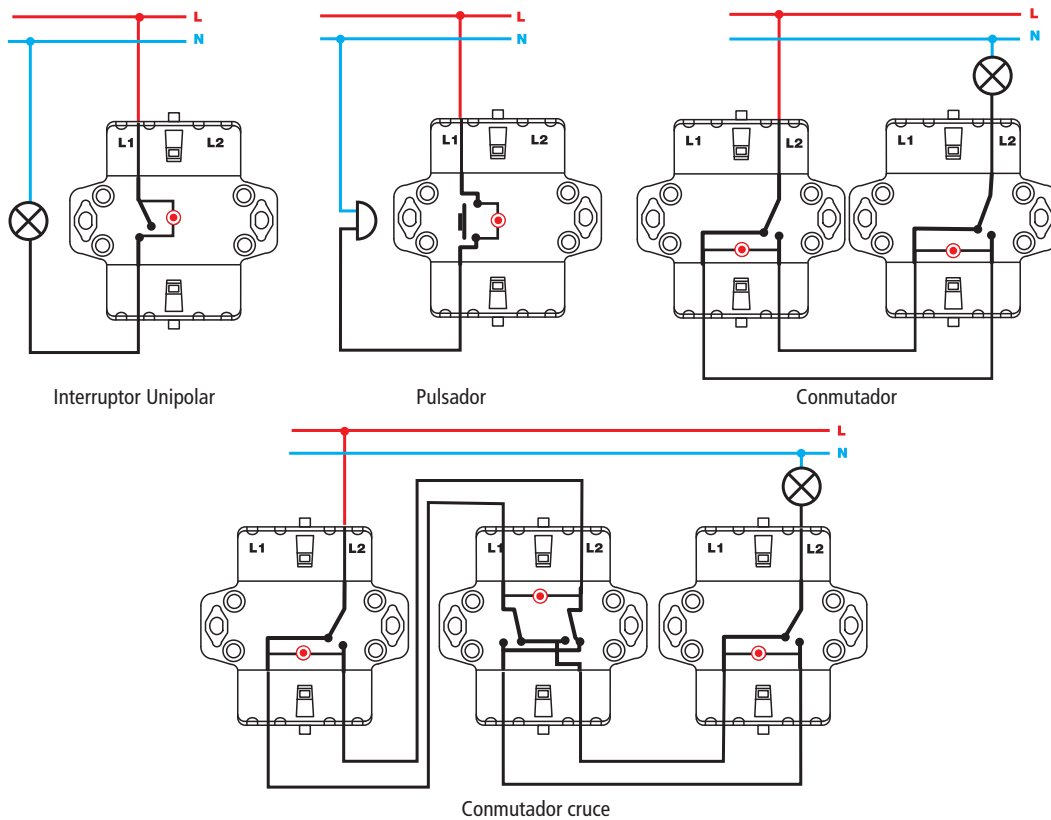 L
N
L
N
L
N
L1 L2
L1 L2
L1 L2
L1 L2
Interruptor Unipolar
Pulsador
Conmutador
L
N
L1 L2
L1 L2
L1 L2
Conmutador cruce